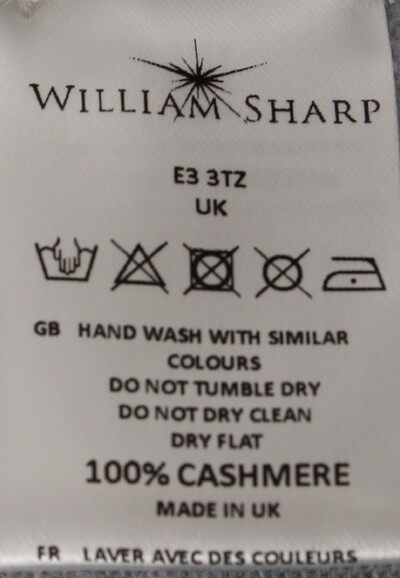 WILLIAM SHARP
E3 3TZ
UK
GB HAND WASH WITH SIMILAR
COLOURS
DO NOT TUMBLE DRY
DO NOT DRY CLEAN
DRY FLAT
100% CASHMERE
MADE IN UK
FR LAVER AVEC DES COULEURS